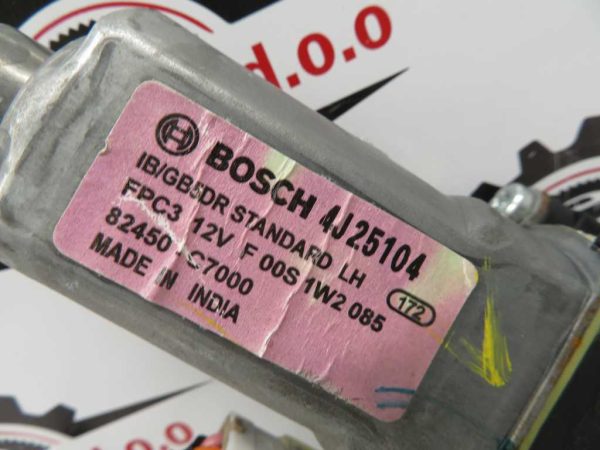 d.o.o
BOSCH 4J25104
IB/GB5DR STANDARD LH
FPC3 12V F 00S 1W2 085 172
82450 C7000
MADE IN INDIA
d.o.o